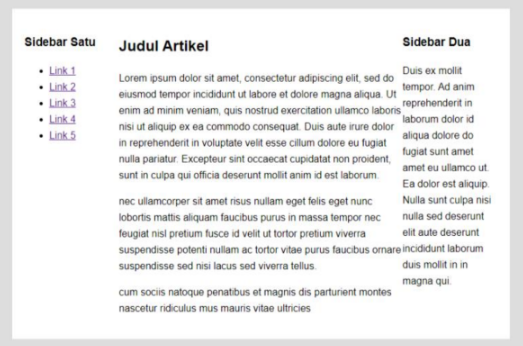 Sidebar Satu
Link 1
Link 2
Link 3
Link 4
Link 5
Judul Artikel
Lorem ipsum dolor sit amet, consectetur adipiscing elit, sed do
eiusmod tempor incididunt ut labore et dolore magna aliqua. Ut
enim ad minim veniam, quis nostrud exercitation ullamco laboris
nisi ut aliquip ex ea commodo consequat. Duis aute irure dolor
in reprehenderit in voluptate velit esse cillum dolore eu fugiat
nulla pariatur. Excepteur sint occaecat cupidatat non proident,
sunt in culpa qui officia deserunt mollit anim id est laborum.
nec ullamcorper sit amet risus nullam eget felis eget nunc
lobortis mattis aliquam faucibus purus in massa tempor nec
feugiat nisl pretium fusce id velit ut tortor pretium viverra
suspendisse potenti nullam ac tortor vitae purus faucibus ornare
suspendisse sed nisi lacus sed viverra tellus.
cum sociis natoque penatibus et magnis dis parturient montes
nascetur ridiculus mus mauris vitae ultricies
Sidebar Dua
Duis ex mollit
tempor. Ad anim
reprehenderit in
laborum dolor id
aliqua dolore do
fugiat sunt amet
amet eu ullamco ut.
Ea dolor est aliquip.
Nulla sunt culpa nisi
nulla sed deserunt
elit aute deserunt
incididunt laborum
duis mollit in in
magna qui.